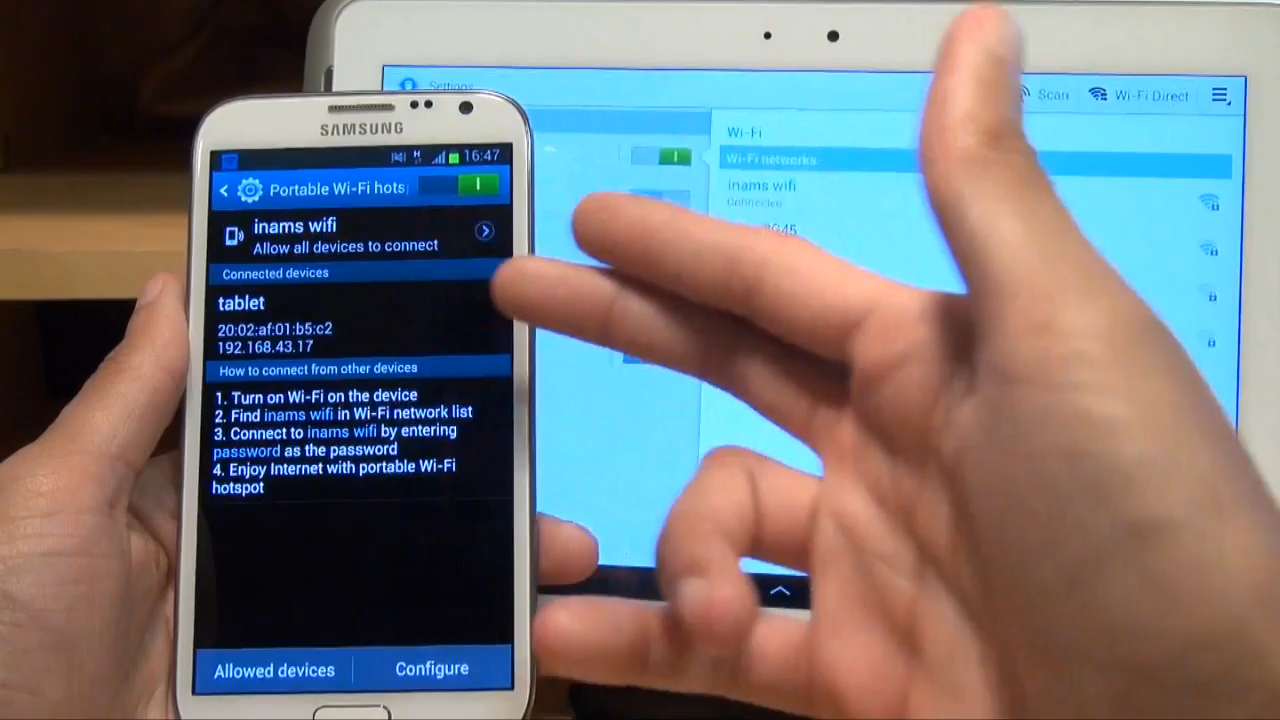 SAMSUNG
H
16:47
Portable Wi-Fi hots
inams wifi
Allow all devices to connect
Connected devices
tablet
20:02:af:01:b5:c2
192.168.43.17
How to connect from other devices
1. Turn on Wi-Fi on the device
2. Find inams wifi in Wi-Fi network list
3. Connect to inams wifi by entering
password as the password
4. Enjoy Internet with portable Wi-Fi
hotspot
Allowed devices
Configure
Settings
Scan
Wi-Fi Direct
Wi-Fi
Wi-Fi networks
inams wifi
Connected